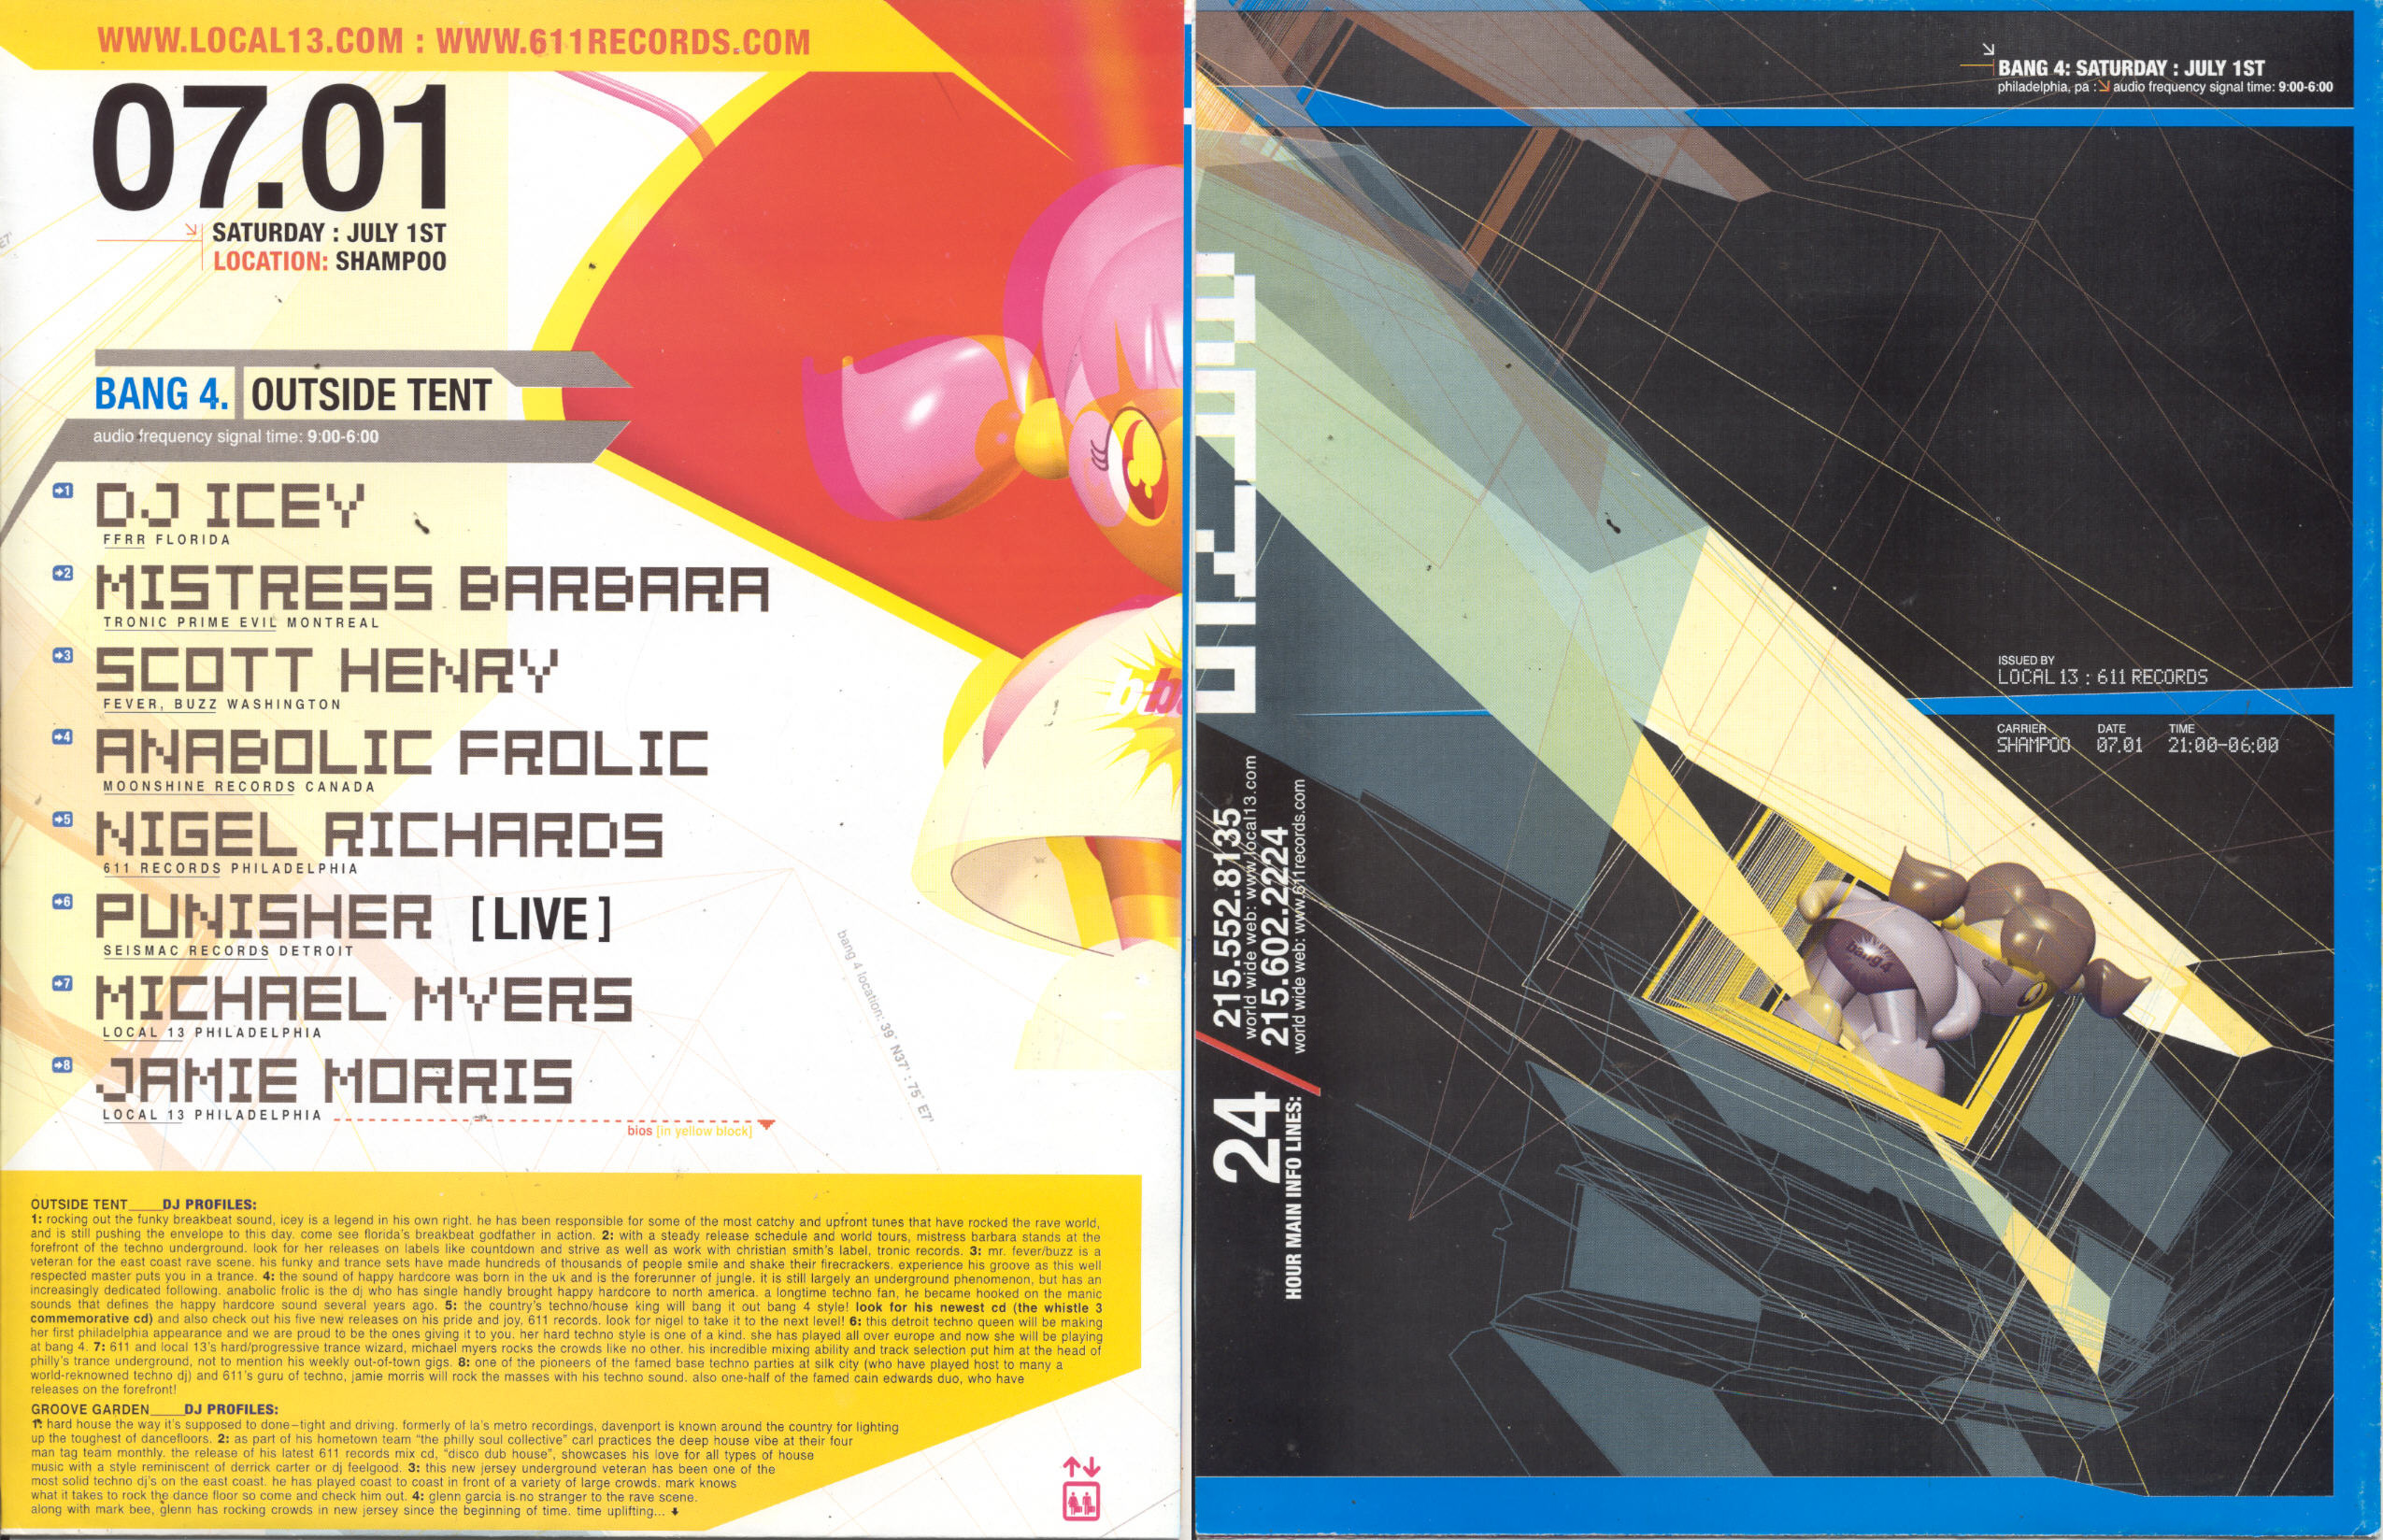 WWW.LOCAL13.COM : WWW.611RECORDS.COM
07.01
SATURDAY : JULY 1ST
LOCATION: SHAMPOO
BANG 4. OUTSIDE TENT
audio frequency signal time: 9:00-6:00
1 DJ ICEY
FFRR FLORIDA
2 MISTRESS BARBARA
TRONIC PRIME EVIL MONTREAL
3 SCOTT HENRY
FEVER, BUZZ WASHINGTON
4 ANABOLIC FROLIC
MOONSHINE RECORDS CANADA
5 NIGEL RICHARDS
611 RECORDS PHILADELPHIA
6 PUNISHER [LIVE]
SEISMAC RECORDS DETROIT
7 MICHAEL MYERS
LOCAL 13 PHILADELPHIA
8 JAMIE MORRIS
LOCAL 13 PHILADELPHIA
bios [in yellow block]
bang 4 location: 39° N37' : 75° E7'
OUTSIDE TENT____DJ PROFILES:
1: rocking out the funky breakbeat sound, icey is a legend in his own right. he has been responsible for some of the most catchy and upfront tunes that have rocked the rave world,
and is still pushing the envelope to this day. come see florida's breakbeat godfather in action. 2: with a steady release schedule and world tours, mistress barbara stands at the
forefront of the techno underground. look for her releases on labels like countdown and strive as well as work with christian smith's label, tronic records. 3: mr. fever/buzz is a
veteran for the east coast rave scene. his funky and trance sets have made hundreds of thousands of people smile and shake their firecrackers. experience his groove as this well
respected master puts you in a trance. 4: the sound of happy hardcore was born in the uk and is the forerunner of jungle. it is still largely an underground phenomenon, but has an
increasingly dedicated following. anabolic frolic is the dj who has single handly brought happy hardcore to north america. a longtime techno fan, he became hooked on the manic
sounds that defines the happy hardcore sound several years ago. 5: the country's techno/house king will bang it out bang 4 style! look for his newest cd (the whistle 3
commemorative cd) and also check out his five new releases on his pride and joy, 611 records. look for nigel to take it to the next level! 6: this detroit techno queen will be making
her first philadelphia appearance and we are proud to be the ones giving it to you. her hard techno style is one of a kind. she has played all over europe and now she will be playing
at bang 4. 7: 611 and local 13's hard/progressive trance wizard, michael myers rocks the crowds like no other. his incredible mixing ability and track selection put him at the head of
philly's trance underground, not to mention his weekly out-of-town gigs. 8: one of the pioneers of the famed base techno parties at silk city (who have played host to many a
world-reknowned techno dj) and 611's guru of techno, jamie morris will rock the masses with his techno sound. also one-half of the famed cain edwards duo, who have
releases on the forefront!
GROOVE GARDEN____DJ PROFILES:
1: hard house the way it's supposed to done–tight and driving. formerly of la's metro recordings, davenport is known around the country for lighting
up the toughest of dancefloors. 2: as part of his hometown team "the philly soul collective" carl practices the deep house vibe at their four
man tag team monthly. the release of his latest 611 records mix cd, "disco dub house", showcases his love for all types of house
music with a style reminiscent of derrick carter or dj feelgood. 3: this new jersey underground veteran has been one of the
most solid techno dj's on the east coast. he has played coast to coast in front of a variety of large crowds. mark knows
what it takes to rock the dance floor so come and check him out. 4: glenn garcia is no stranger to the rave scene.
along with mark bee, glenn has rocking crowds in new jersey since the beginning of time. time uplifting...
BANG 4: SATURDAY : JULY 1ST
philadelphia, pa : audio frequency signal time: 9:00-6:00
ISSUED BY
LOCAL 13 : 611 RECORDS
CARRIER DATE TIME
SHAMPOO 07.01 21:00-06:00
bang 4
24 / 215.552.8135
world wide web: www.local13.com
215.602.2224
world wide web: www.611records.com
HOUR MAIN INFO LINES: